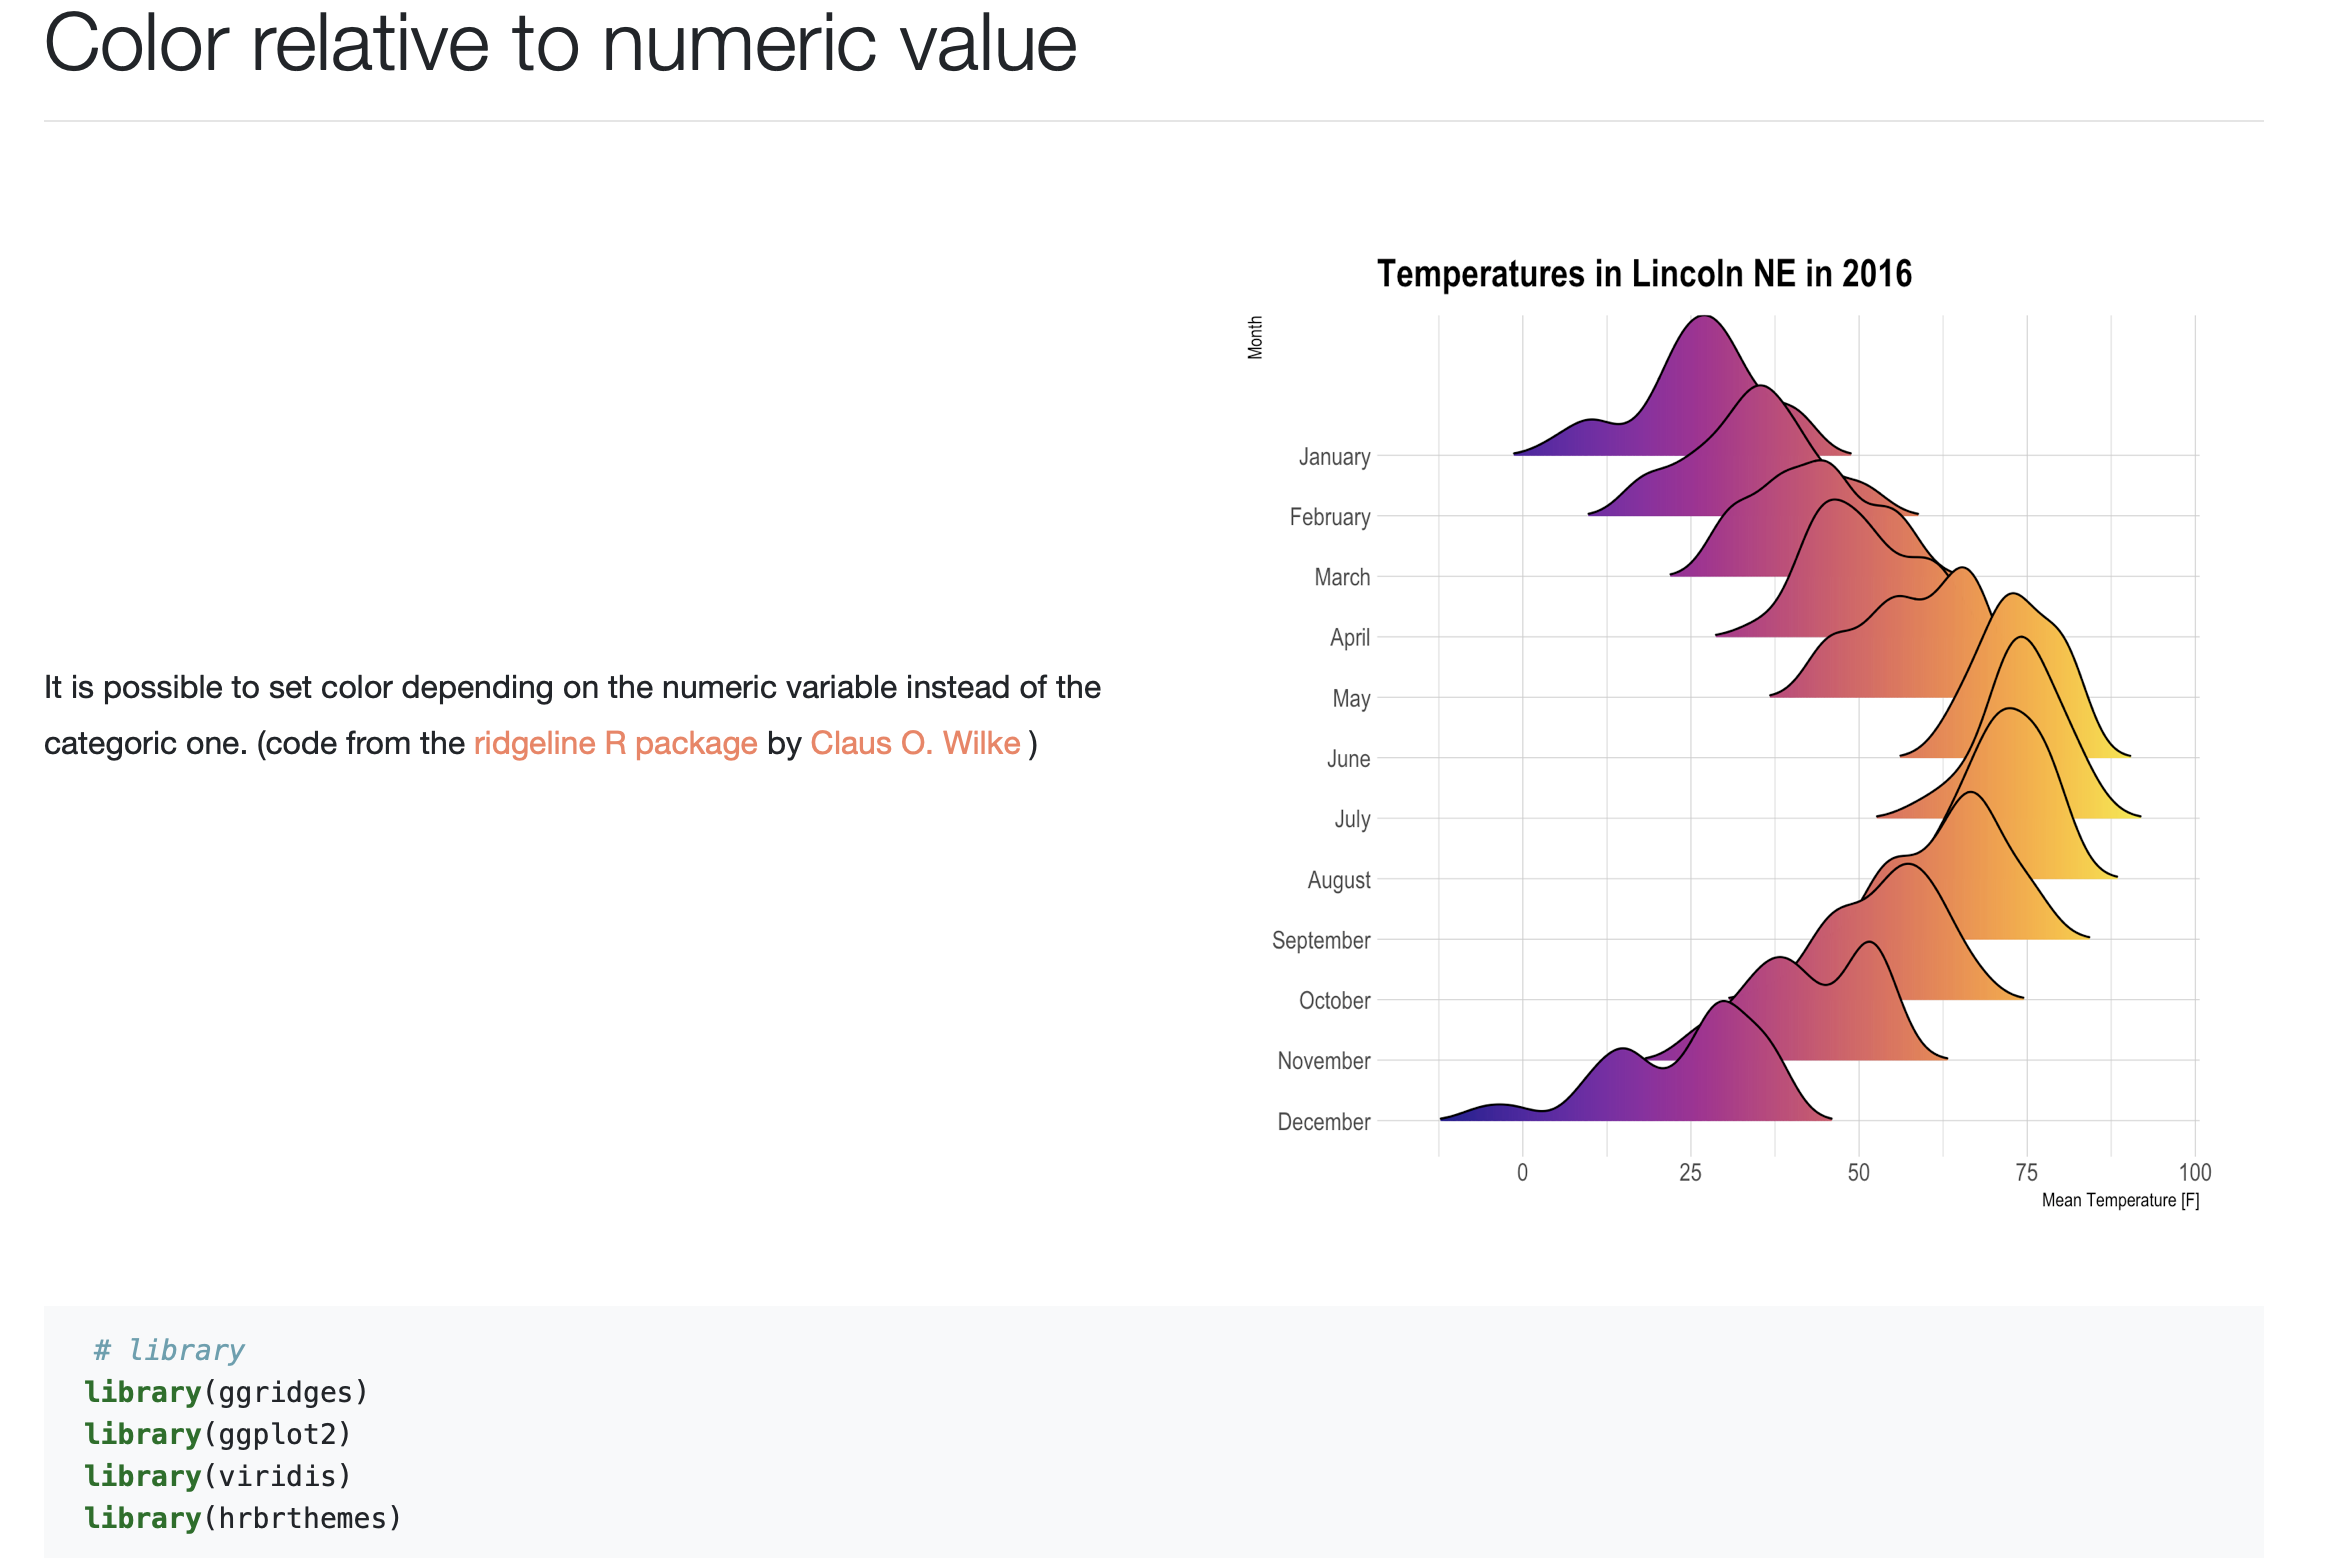 Color relative to numeric value
It is possible to set color depending on the numeric variable instead of the
categoric one. (code from the ridgeline R package by Claus O. Wilke )
Temperatures in Lincoln NE in 2016
Month
January
February
March
April
May
June
July
August
September
October
November
December
0 25 50 75 100
Mean Temperature [F]
# library
library(ggridges)
library(ggplot2)
library(viridis)
library(hrbrthemes)